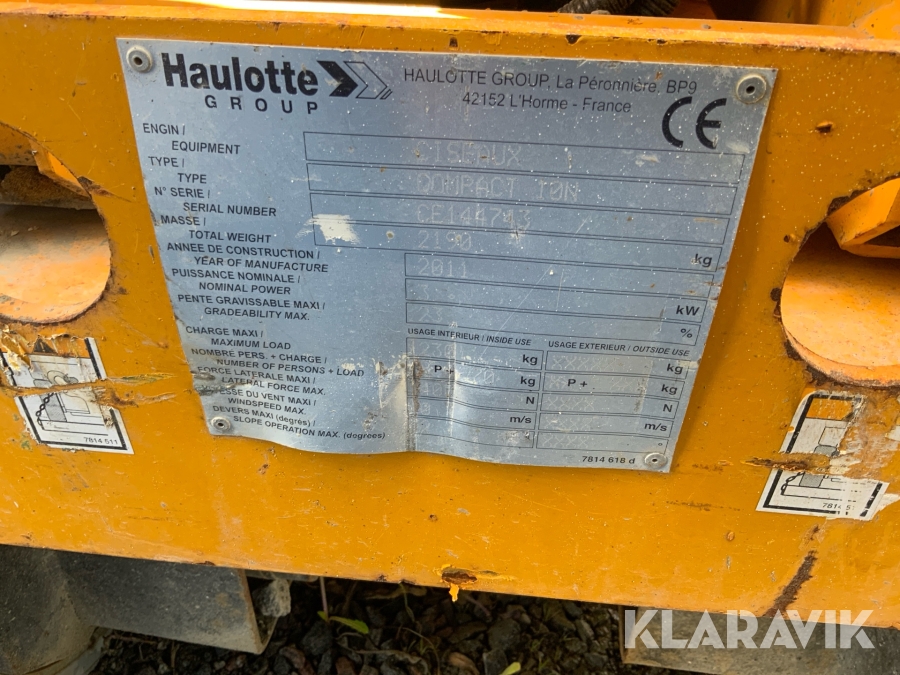 Haulotte
GROUP
HAULOTTE GROUP, La Péronnière, BP9
42152 L'Horme - France
CE
ENGIN /
EQUIPMENT
CISEAUX
TYPE /
TYPE
COMPACT 10N
N° SERIE /
SERIAL NUMBER
MASSE /
TOTAL WEIGHT
2190
kg
ANNEE DE CONSTRUCTION /
YEAR OF MANUFACTURE
2011
PUISSANCE NOMINALE /
NOMINAL POWER
kW
PENTE GRAVISSABLE MAXI /
GRADEABILITY MAX.
%
USAGE INTERIEUR / INSIDE USE
USAGE EXTERIEUR / OUTSIDE USE
CHARGE MAXI /
MAXIMUM LOAD
kg
kg
NOMBRE PERS. + CHARGE /
NUMBER OF PERSONS + LOAD
P + kg
P + kg
FORCE LATERALE MAXI /
LATERAL FORCE MAX.
N
N
VITESSE DU VENT MAXI /
WINDSPEED MAX.
m/s
m/s
DEVERS MAXI (degrés) /
SLOPE OPERATION MAX. (degrees)
°
°
7814 618 d
7814 511
7814 51
KLARAVIK